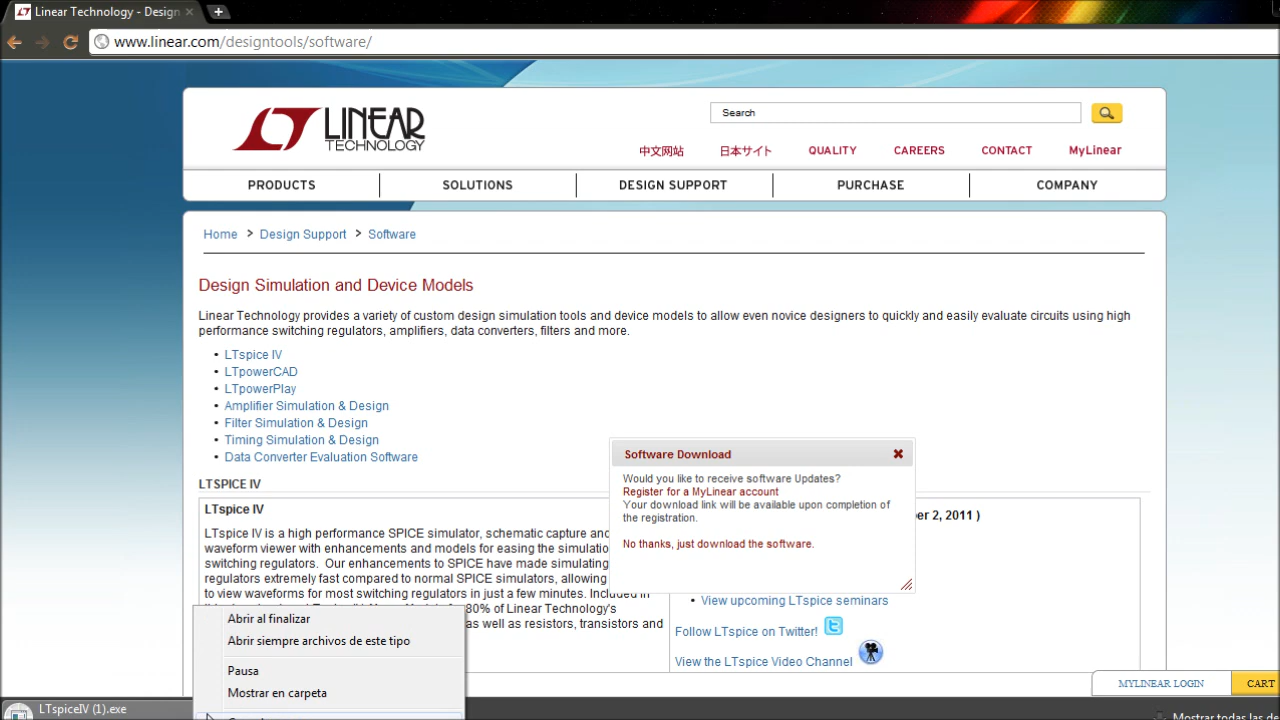 Linear Technology - Design
www.linear.com/designtools/software/
LINEAR
TECHNOLOGY
Search
中文网站
日本サイト
QUALITY
CAREERS
CONTACT
MyLinear
PRODUCTS
SOLUTIONS
DESIGN SUPPORT
PURCHASE
COMPANY
Home > Design Support > Software
Design Simulation and Device Models
Linear Technology provides a variety of custom design simulation tools and device models to allow even novice designers to quickly and easily evaluate circuits using high
performance switching regulators, amplifiers, data converters, filters and more.
• LTspice IV
• LTpowerCAD
• LTpowerPlay
• Amplifier Simulation & Design
• Filter Simulation & Design
• Timing Simulation & Design
• Data Converter Evaluation Software
LTSPICE IV
LTspice IV
LTspice IV is a high performance SPICE simulator, schematic capture and
waveform viewer with enhancements and models for easing the simulation
switching regulators. Our enhancements to SPICE have made simulating
regulators extremely fast compared to normal SPICE simulators, allowing
to view waveforms for most switching regulators in just a few minutes. Included in
80% of Linear Technology's
as well as resistors, transistors and
Software Download
Would you like to receive software Updates?
Register for a MyLinear account
Your download link will be available upon completion of
the registration.
No thanks, just download the software.
er 2, 2011 )
• View upcoming LTspice seminars
Follow LTspice on Twitter!
View the LTspice Video Channel
Abrir al finalizar
Abrir siempre archivos de este tipo
Pausa
Mostrar en carpeta
MYLINEAR LOGIN
CART
LTspiceIV (1).exe
Mostrar todas las de